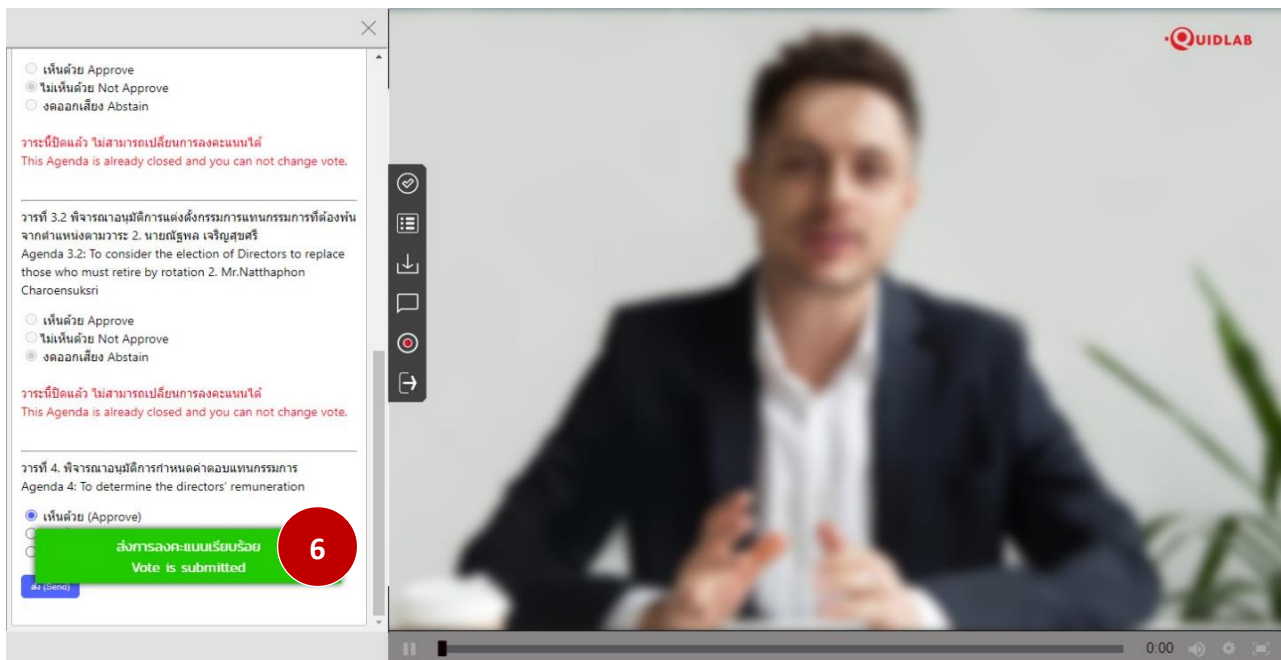 เห็นด้วย Approve
ไม่เห็นด้วย Not Approve
งดออกเสียง Abstain
วาระนี้ปิดแล้ว ไม่สามารถเปลี่ยนการลงคะแนนได้
This Agenda is already closed and you can not change vote.
วารที่ 3.2 พิจารณาอนุมัติการแต่งตั้งกรรมการแทนกรรมการที่ต้องพ้น
จากตำแหน่งตามวาระ 2. นายณัฐพล เจริญสุขศรี
Agenda 3.2: To consider the election of Directors to replace
those who must retire by rotation 2. Mr.Natthaphon
Charoensuksri
เห็นด้วย Approve
ไม่เห็นด้วย Not Approve
งดออกเสียง Abstain
วาระนี้ปิดแล้ว ไม่สามารถเปลี่ยนการลงคะแนนได้
This Agenda is already closed and you can not change vote.
วารที่ 4. พิจารณาอนุมัติการกำหนดค่าตอบแทนกรรมการ
Agenda 4: To determine the directors' remuneration
เห็นด้วย (Approve)
ส่งการลงคะแนนเรียบร้อย
Vote is submitted
6
ส่ง (Send)
QUIDLAB
0:00